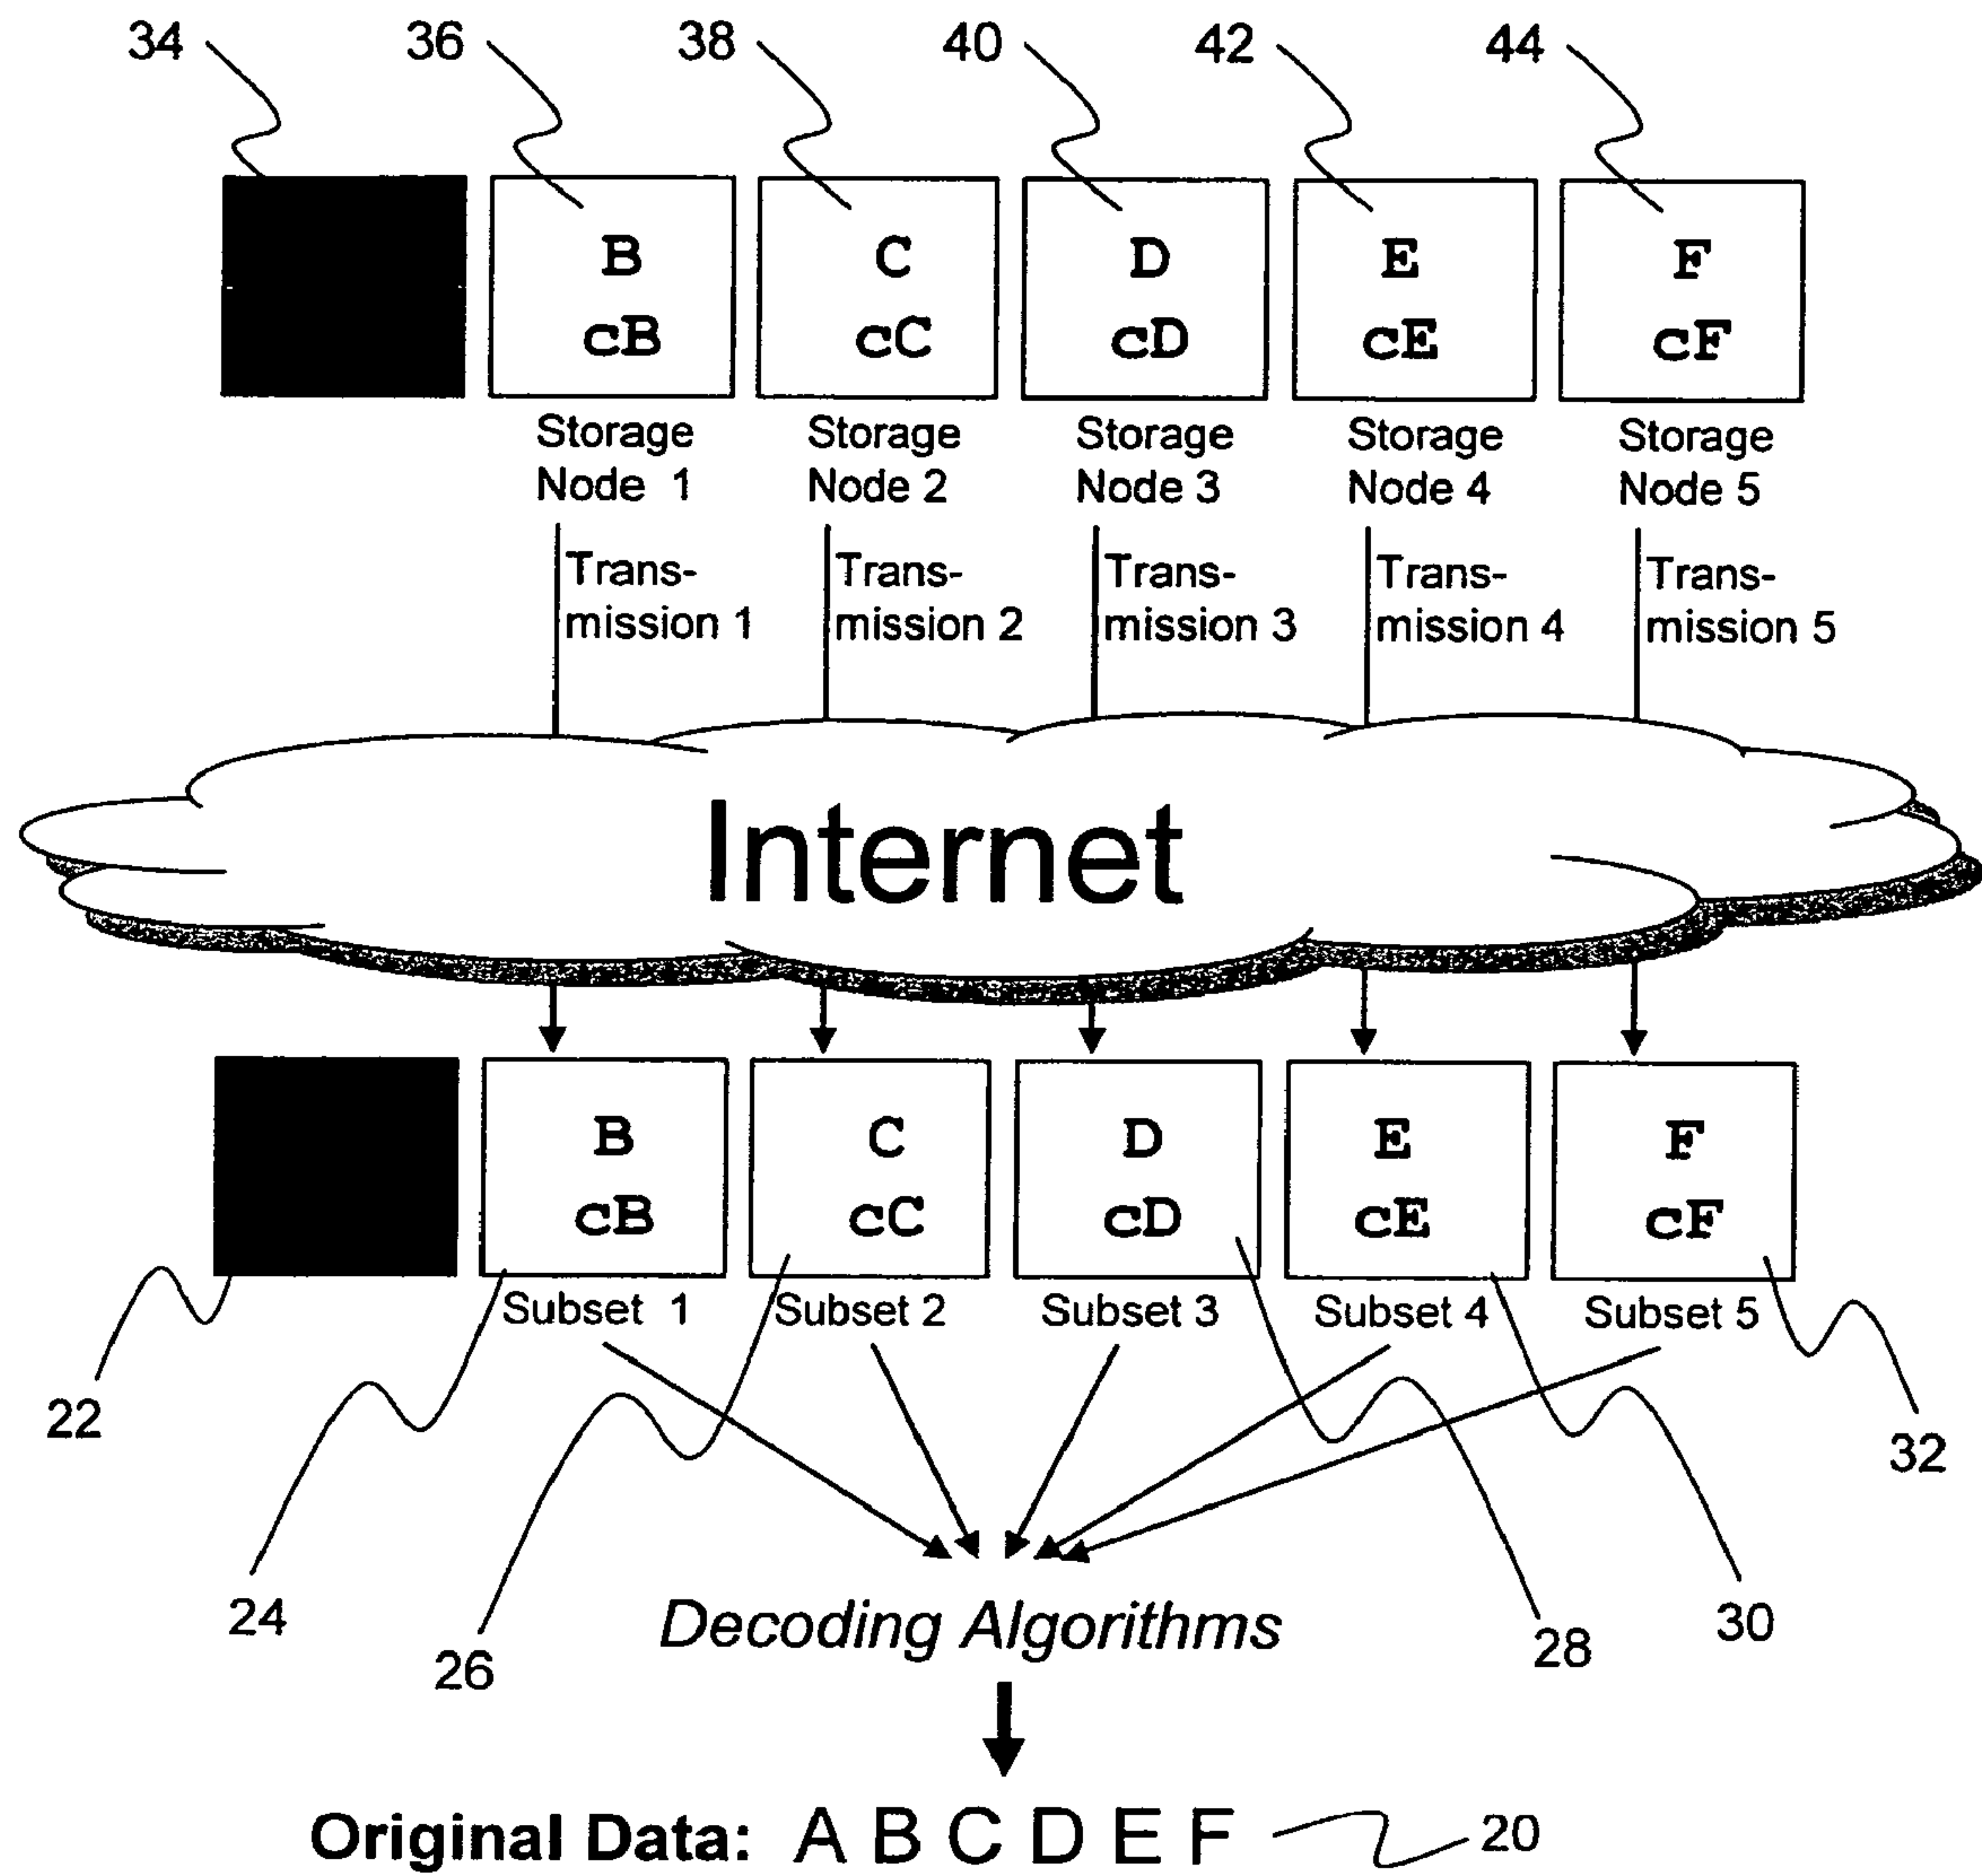 34 36 38 40 42 44
B C D E F
cB cC cD cE cF
Storage Storage Storage Storage Storage
Node 1 Node 2 Node 3 Node 4 Node 5
Trans- Trans- Trans- Trans- Trans-
mission 1 mission 2 mission 3 mission 4 mission 5
Internet
B C D E F
cB cC cD cE cF
Subset 1 Subset 2 Subset 3 Subset 4 Subset 5
22 32
24 26 28 30
Decoding Algorithms
Original Data: A B C D E F 20